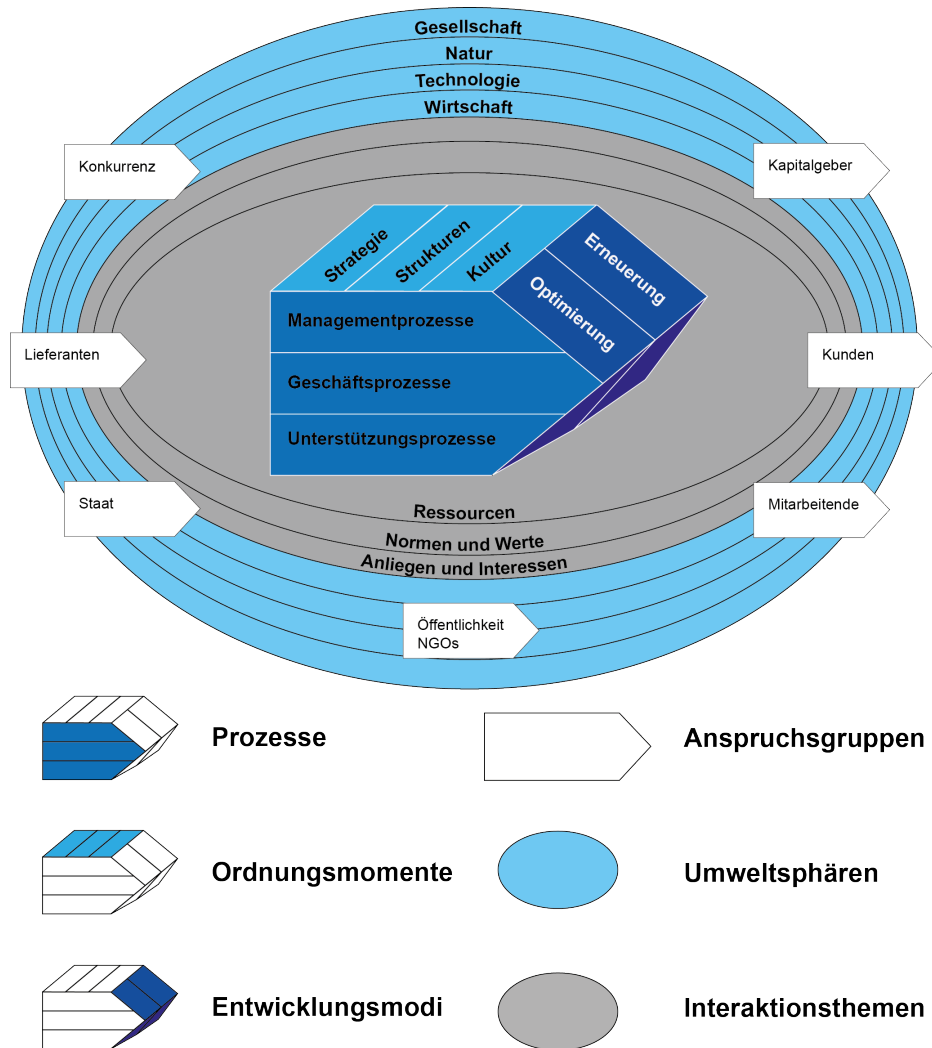 Gesellschaft
Natur
Technologie
Wirtschaft
Konkurrenz
Kapitalgeber
Strategie
Strukturen
Kultur
Erneuerung
Optimierung
Managementprozesse
Lieferanten
Kunden
Geschäftsprozesse
Unterstützungsprozesse
Staat
Mitarbeitende
Ressourcen
Normen und Werte
Anliegen und Interessen
Öffentlichkeit
NGOs
Prozesse
Anspruchsgruppen
Ordnungsmomente
Umweltsphären
Entwicklungsmodi
Interaktionsthemen